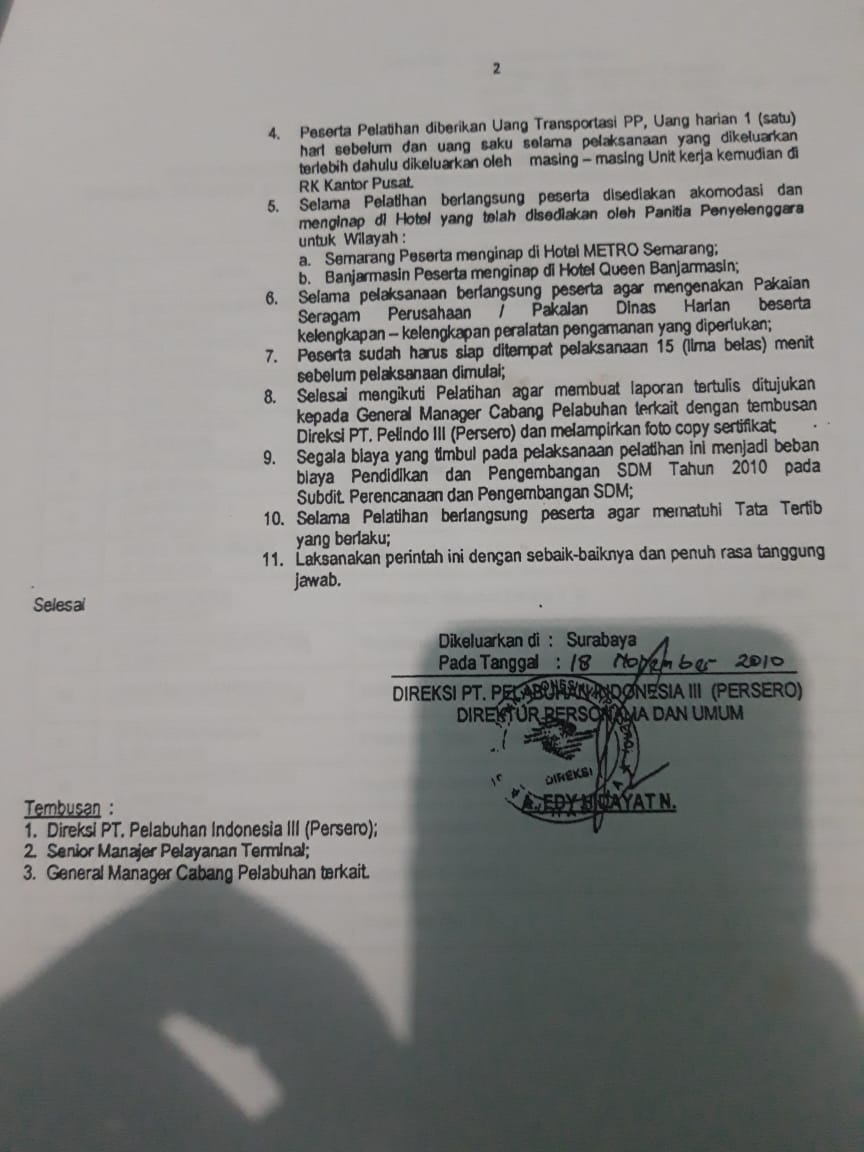 2
4. Peserta Pelatihan diberikan Uang Transportasi PP, Uang harian 1 (satu)
hari sebelum dan uang saku selama pelaksanaan yang dikeluarkan
terlebih dahulu dikeluarkan oleh masing – masing Unit kerja kemudian di
RK Kantor Pusat.
5. Selama Pelatihan berlangsung peserta disediakan akomodasi dan
menginap di Hotel yang telah disediakan oleh Panitia Penyelenggara
untuk Wilayah :
a. Semarang Peserta menginap di Hotel METRO Semarang;
b. Banjarmasin Peserta menginap di Hotel Queen Banjarmasin;
6. Selama pelaksanaan berlangsung peserta agar mengenakan Pakaian
Seragam Perusahaan / Pakaian Dinas Harian beserta
kelengkapan – kelengkapan peralatan pengamanan yang diperlukan;
7. Peserta sudah harus siap ditempat pelaksanaan 15 (lima belas) menit
sebelum pelaksanaan dimulai;
8. Selesai mengikuti Pelatihan agar membuat laporan tertulis ditujukan
kepada General Manager Cabang Pelabuhan terkait dengan tembusan
Direksi PT. Pelindo III (Persero) dan melampirkan foto copy sertifikat;
9. Segala biaya yang timbul pada pelaksanaan pelatihan ini menjadi beban
biaya Pendidikan dan Pengembangan SDM Tahun 2010 pada
Subdit. Perencanaan dan Pengembangan SDM;
10. Selama Pelatihan berlangsung peserta agar mematuhi Tata Tertib
yang berlaku;
11. Laksanakan perintah ini dengan sebaik-baiknya dan penuh rasa tanggung
jawab.
Selesai
Dikeluarkan di : Surabaya
Pada Tanggal : 18 November 2010
DIREKSI PT. PELABUHAN INDONESIA III (PERSERO)
DIREKTUR PERSONALIA DAN UMUM
DIREKSI
A. EDY HIDAYAT N.
Tembusan :
1. Direksi PT. Pelabuhan Indonesia III (Persero);
2. Senior Manajer Pelayanan Terminal;
3. General Manager Cabang Pelabuhan terkait.